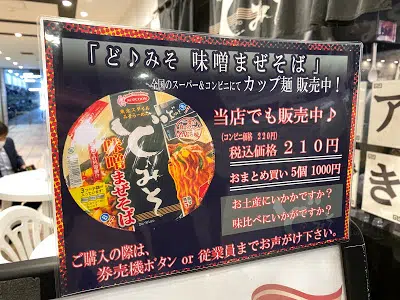 「ど♪みそ 味噌まぜそば」
全国のスーパー&コンビニにて カップ麺 販売中！
当店でも販売中♪
(コンビニ価格 220円)
税込価格 210円
おまとめ買い 5個 1000円
お土産にいかかですか？
味比べにいかがですか？
ご購入の際は、
券売機ボタン or 従業員までお声がけ下さい。
ど・みそ
味噌まぜそば
ア
き